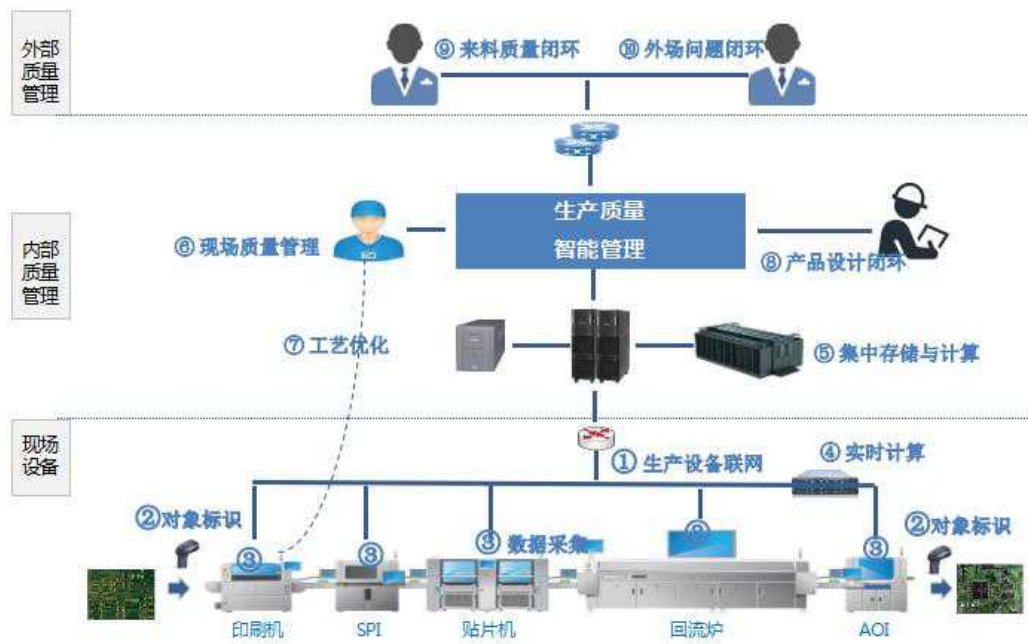 外部
质量
管理
⑨ 来料质量闭环
⑩ 外场问题闭环
内部
质量
管理
生产质量
智能管理
⑥ 现场质量管理
⑧ 产品设计闭环
⑦ 工艺优化
⑤ 集中存储与计算
现场
设备
① 生产设备联网
④ 实时计算
② 对象标识
② 对象标识
③
③
③ 数据采集
③
印刷机
SPI
贴片机
回流炉
AOI